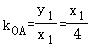 k_OA = y_1/x_1 = x_1/4